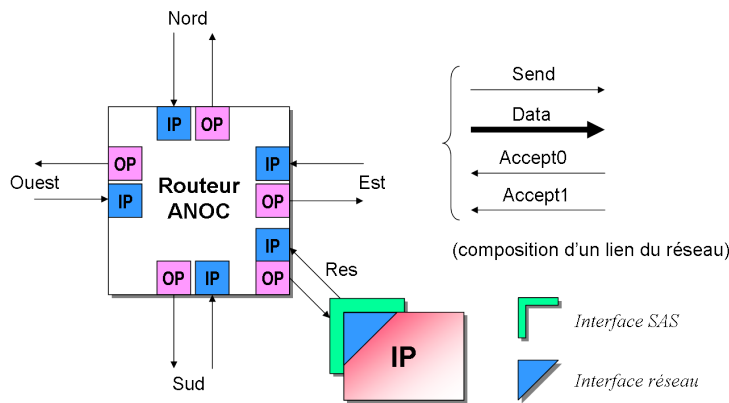 Nord
IP OP
OP
Ouest
IP
Routeur
ANOC
IP
Est
OP
IP
OP
OP IP
Res
Sud
IP
Send
Data
Accept0
Accept1
(composition d'un lien du réseau)
Interface SAS
Interface réseau